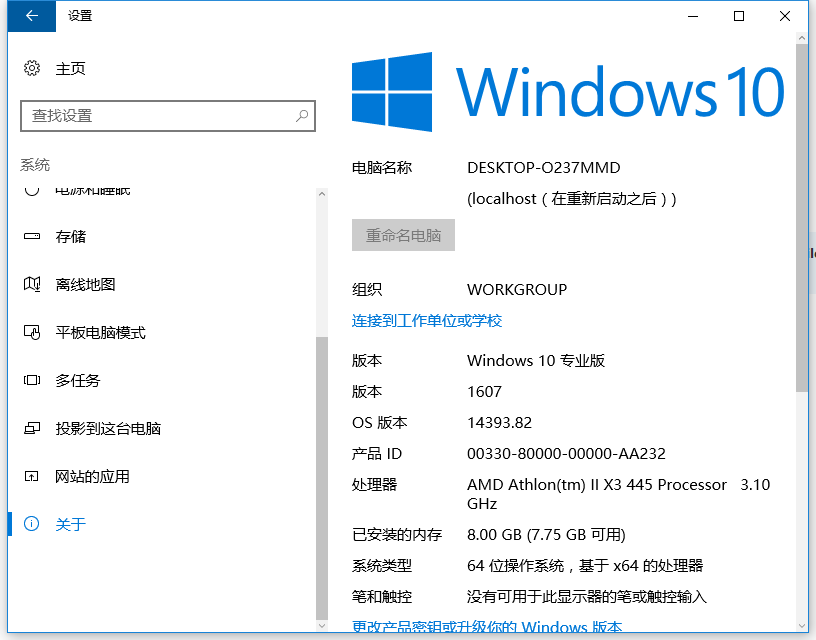 设置
主页
查找设置
系统
电源和睡眠
存储
离线地图
平板电脑模式
多任务
投影到这台电脑
网站的应用
关于
Windows 10
电脑名称 DESKTOP-O237MMD
(localhost（在重新启动之后）)
重命名电脑
组织 WORKGROUP
连接到工作单位或学校
版本 Windows 10 专业版
版本 1607
OS 版本 14393.82
产品 ID 00330-80000-00000-AA232
处理器 AMD Athlon(tm) II X3 445 Processor 3.10
GHz
已安装的内存 8.00 GB (7.75 GB 可用)
系统类型 64 位操作系统，基于 x64 的处理器
笔和触控 没有可用于此显示器的笔或触控输入
更改产品密钥或升级你的 Windows 版本